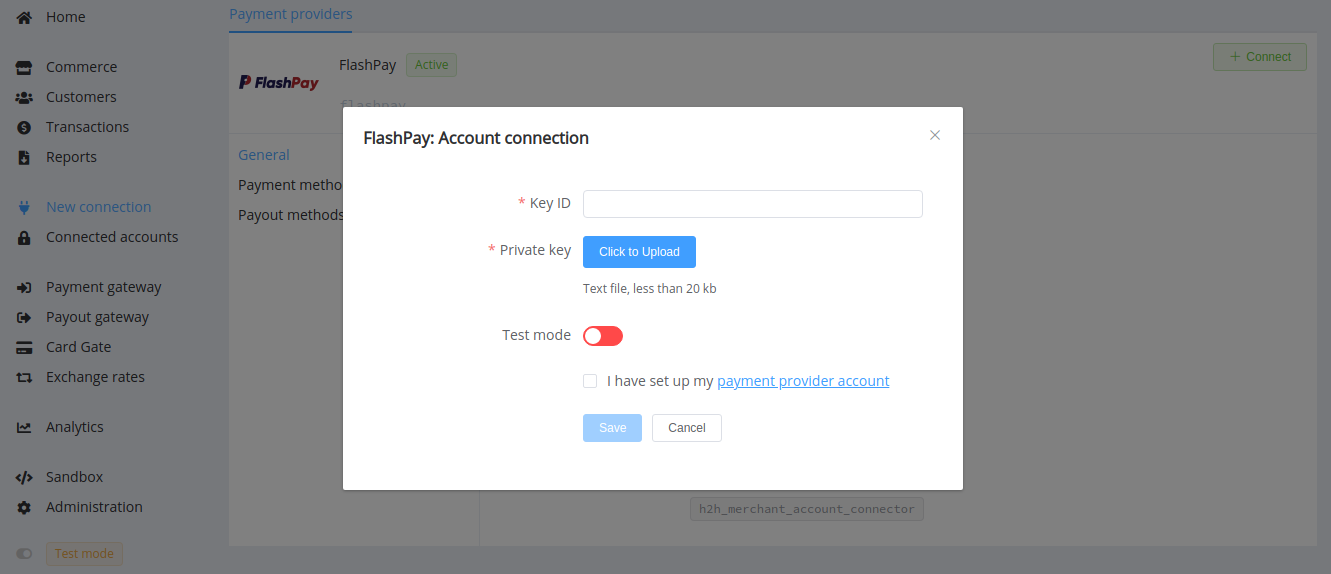 Home
Commerce
Customers
Transactions
Reports
New connection
Connected accounts
Payment gateway
Payout gateway
Card Gate
Exchange rates
Analytics
Sandbox
Administration
Test mode
Payment providers
FlashPay
FlashPay Active
flashpay
+ Connect
General
Payment metho
Payout methods
FlashPay: Account connection
* Key ID
* Private key Click to Upload
Text file, less than 20 kb
Test mode
I have set up my payment provider account
Save Cancel
h2h_merchant_account_connector